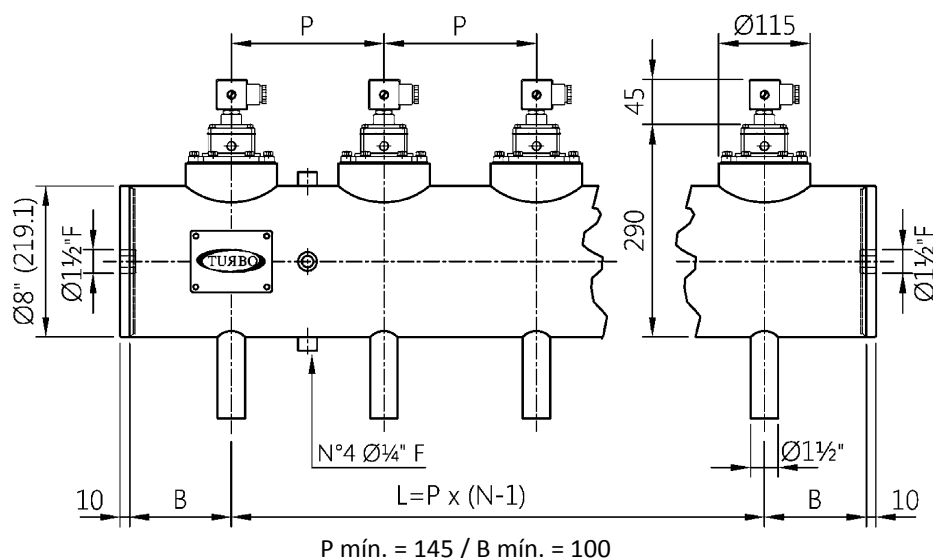 P P Ø115
45
290
Ø8" (219.1)
Ø1½"F
TURBO
Ø1½"F
N°4 Ø¼" F
Ø1½"
10 B L=P x (N-1) B 10
P mín. = 145 / B mín. = 100